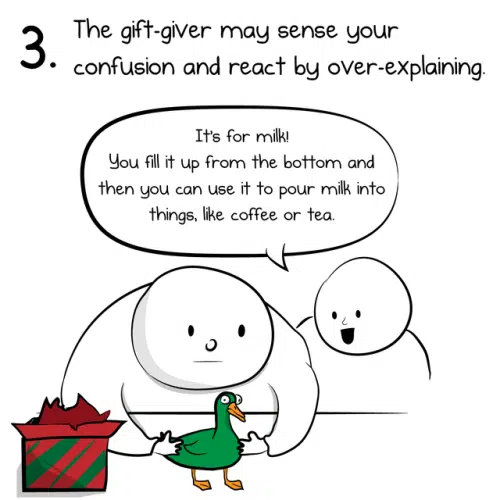 3. The gift-giver may sense your
confusion and react by over-explaining.
It's for milk!
You fill it up from the bottom and
then you can use it to pour milk into
things, like coffee or tea.